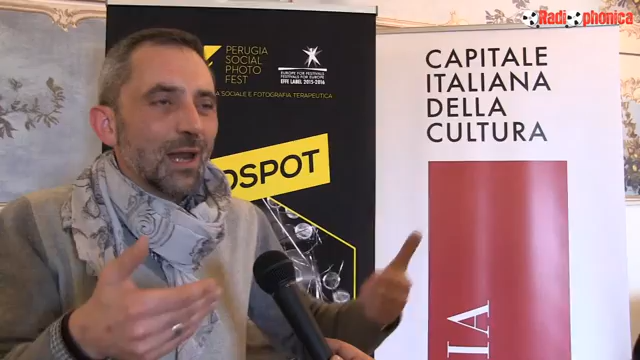 Radiophonica
PERUGIA
SOCIAL
PHOTO
FEST
EUROPE FOR FESTIVALS
FESTIVALS FOR EUROPE
EFFE LABEL 2015-2016
SOCIALE E FOTOGRAFIA TERAPEUTICA
OSPOT
CAPITALE
ITALIANA
DELLA
CULTURA
IA